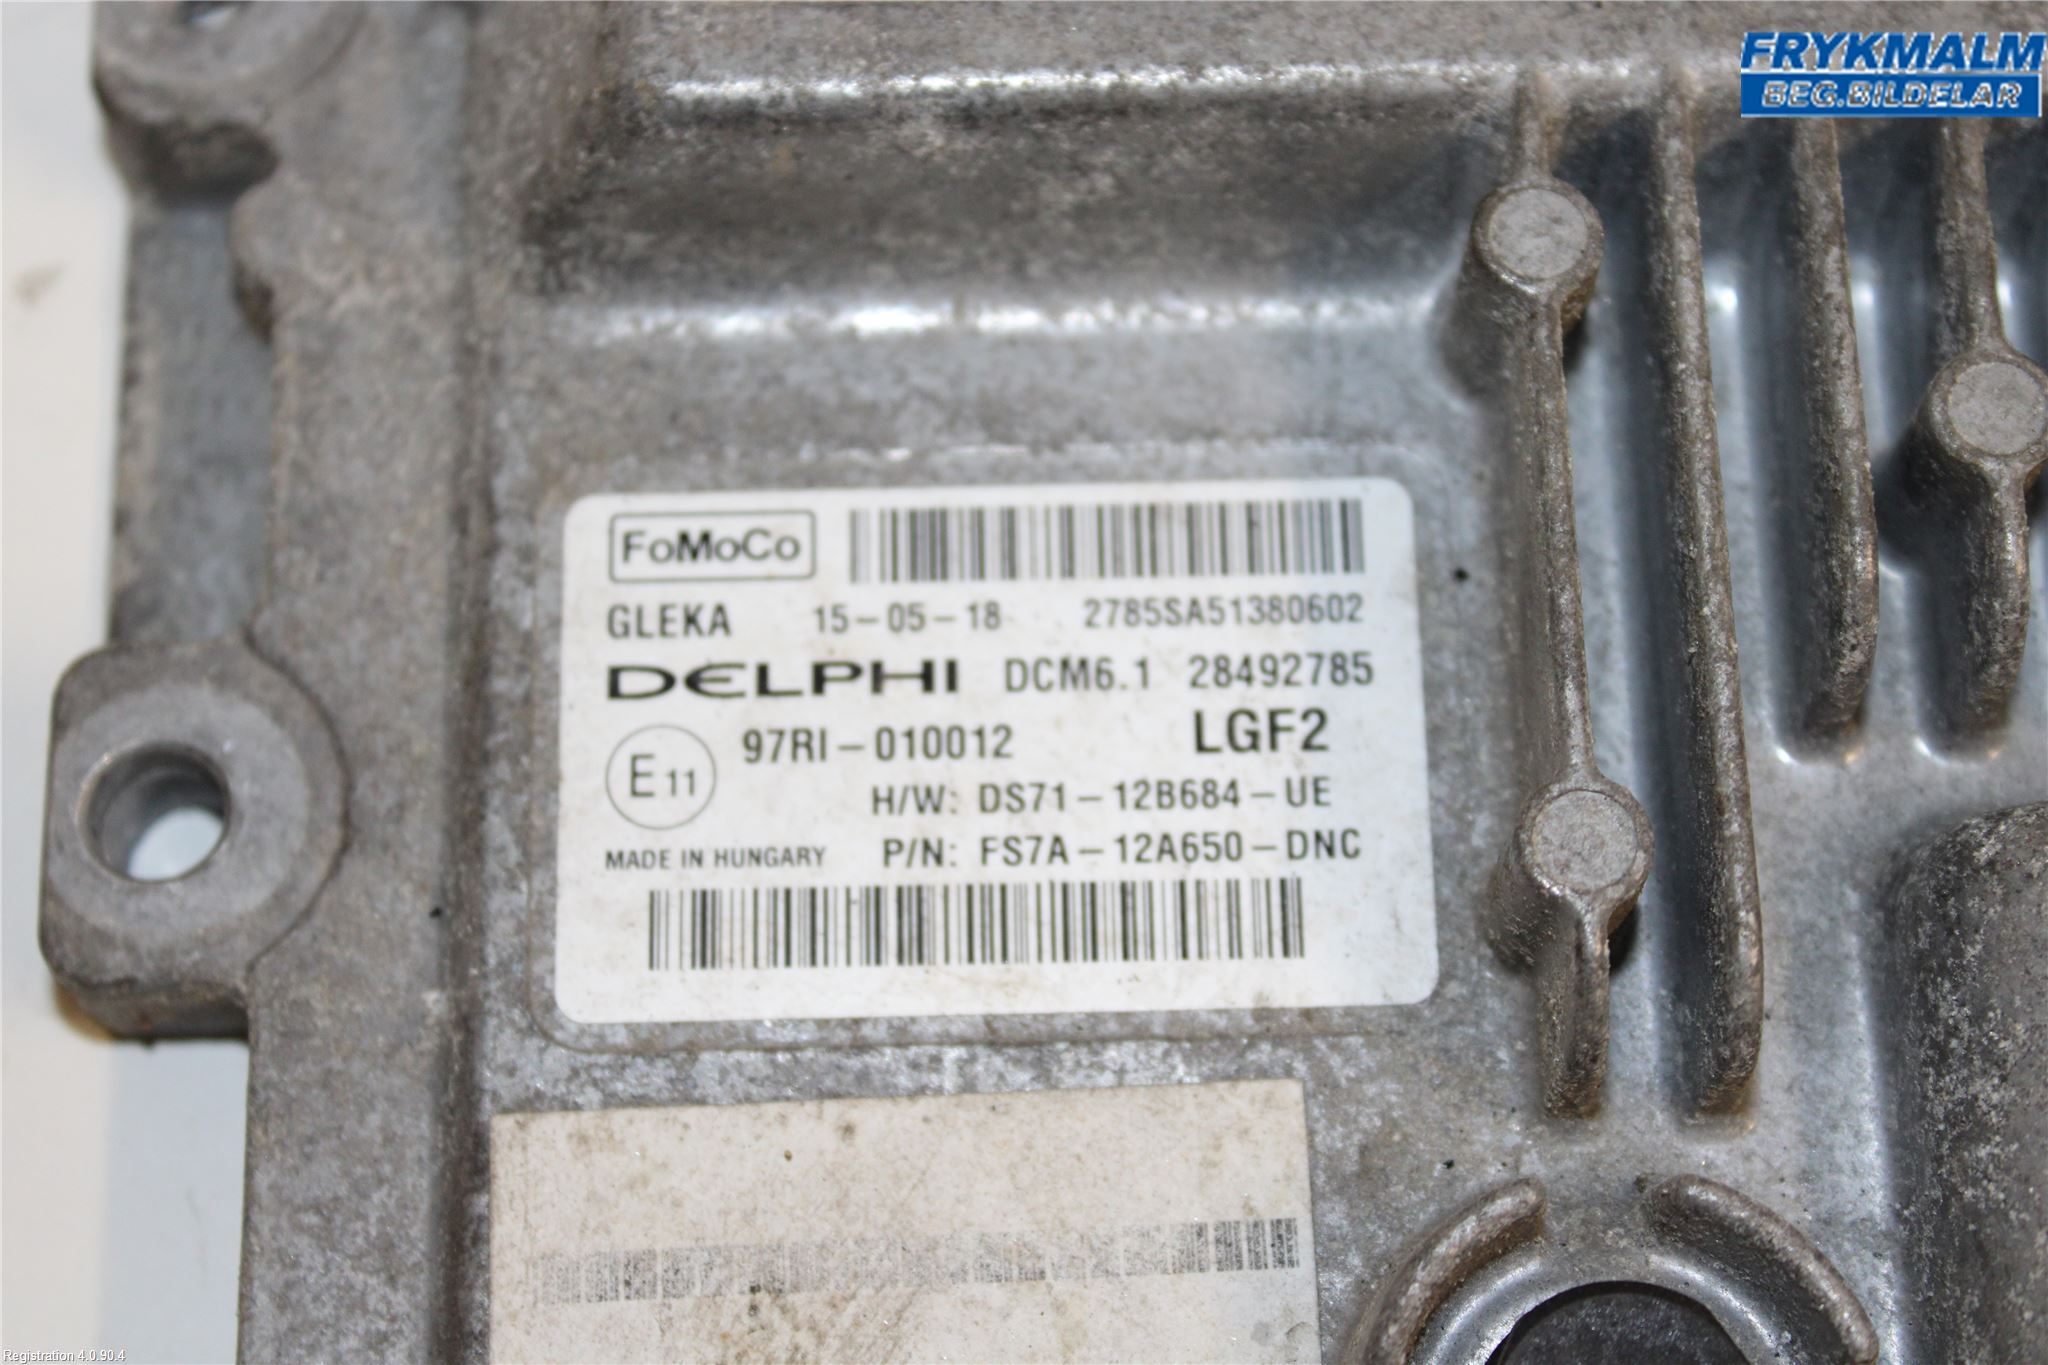 FRYKMALM
BEG.BILDELAR
FoMoCo
GLEKA 15-05-18 2785SA51380602
DELPHI DCM6.1 28492785
E 11 97RI-010012 LGF2
H/W: DS71-12B684-UE
MADE IN HUNGARY P/N: FS7A-12A650-DNC
Registration 4.0.90.4